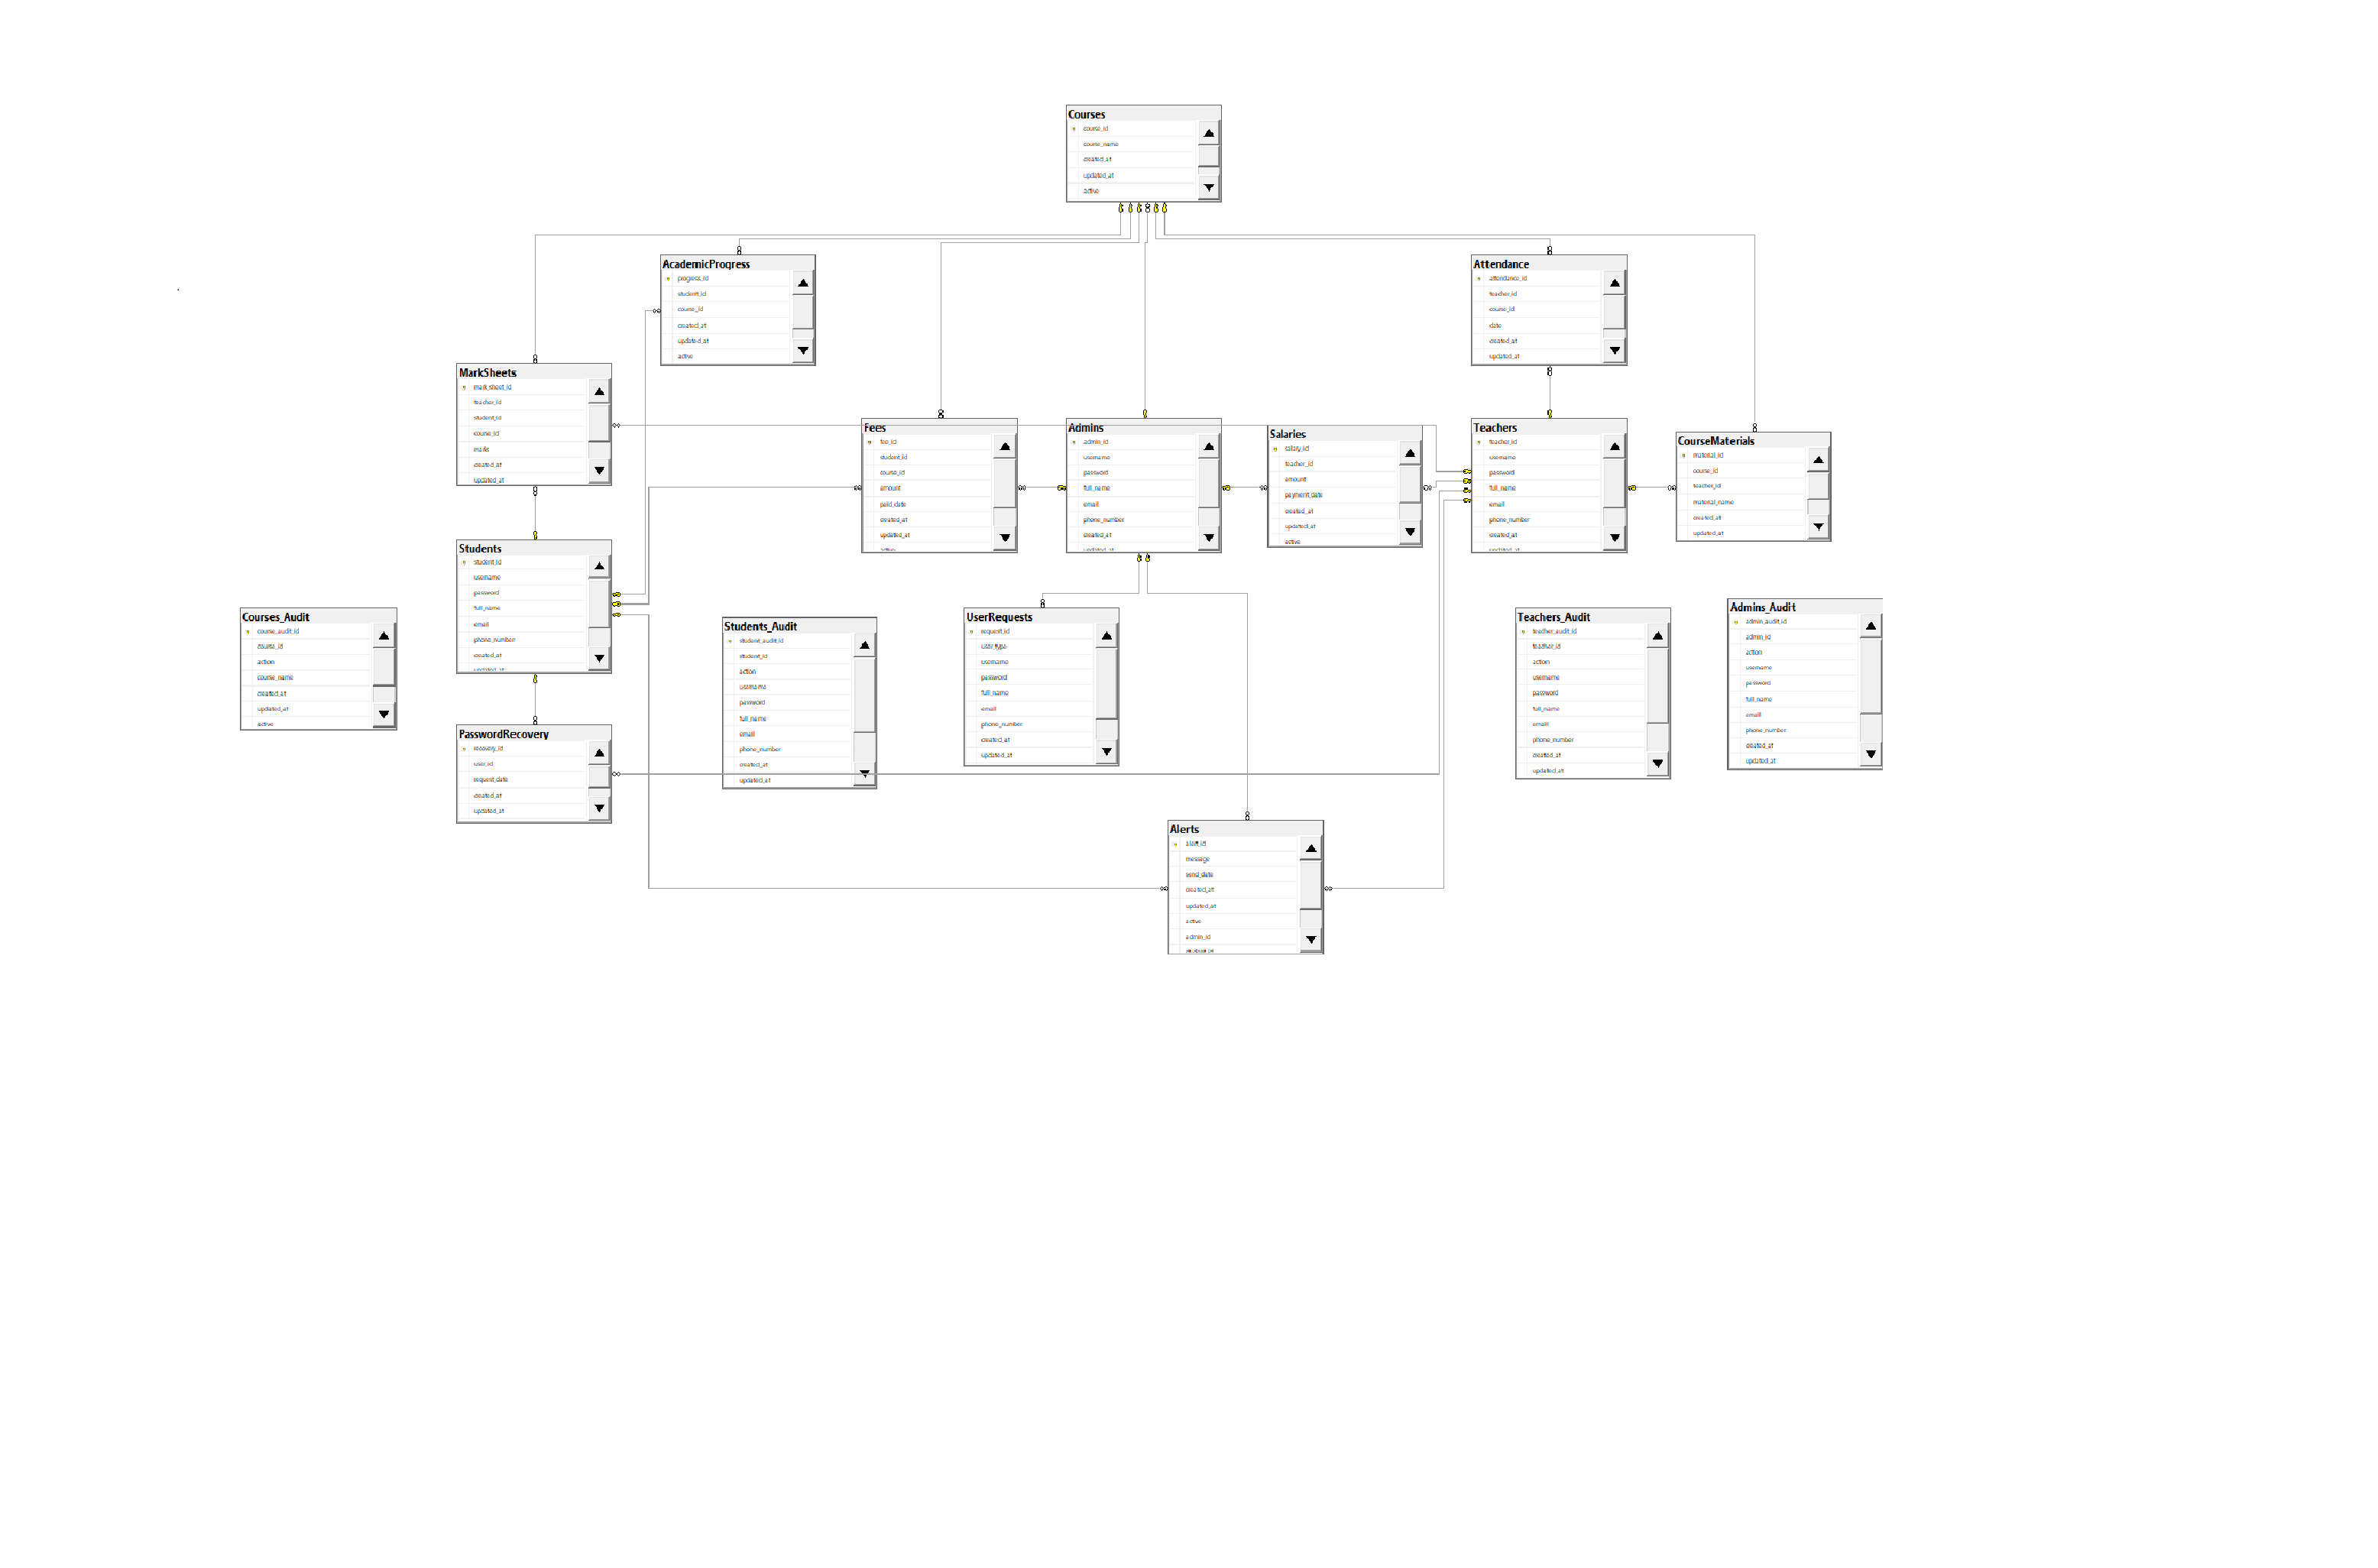 Courses
course_id
course_name
created_at
updated_at
active
AcademicProgress
progress_id
student_id
course_id
created_at
updated_at
active
Attendance
attendance_id
teacher_id
course_id
date
created_at
updated_at
MarkSheets
mark_sheet_id
teacher_id
student_id
course_id
marks
created_at
updated_at
Fees
fee_id
student_id
course_id
amount
paid_date
created_at
updated_at
active
Admins
admin_id
username
password
full_name
email
phone_number
created_at
updated_at
Salaries
salary_id
teacher_id
amount
payment_date
created_at
updated_at
active
Teachers
teacher_id
username
password
full_name
email
phone_number
created_at
updated_at
CourseMaterials
material_id
course_id
teacher_id
material_name
created_at
updated_at
Students
student_id
username
password
full_name
email
phone_number
created_at
updated_at
Courses_Audit
course_audit_id
course_id
action
course_name
created_at
updated_at
active
Students_Audit
student_audit_id
student_id
action
username
password
full_name
email
phone_number
created_at
updated_at
UserRequests
request_id
user_type
username
password
full_name
email
phone_number
created_at
updated_at
Teachers_Audit
teacher_audit_id
teacher_id
action
username
password
full_name
email
phone_number
created_at
updated_at
Admins_Audit
admin_audit_id
admin_id
action
username
password
full_name
email
phone_number
created_at
updated_at
PasswordRecovery
recovery_id
user_id
request_date
created_at
updated_at
Alerts
alert_id
message
send_date
created_at
updated_at
active
admin_id